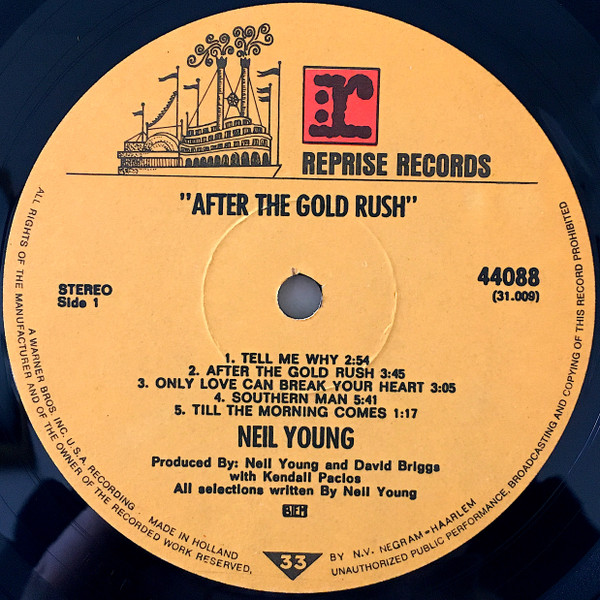 r
REPRISE RECORDS
"AFTER THE GOLD RUSH"
STEREO
Side 1
44088
(31.009)
1. TELL ME WHY 2:54
2. AFTER THE GOLD RUSH 3:45
3. ONLY LOVE CAN BREAK YOUR HEART 3:05
4. SOUTHERN MAN 5:41
5. TILL THE MORNING COMES 1:17
NEIL YOUNG
Produced By: Neil Young and David Briggs
with Kendall Pacios
All selections written By Neil Young
33
ALL RIGHTS OF THE MANUFACTURER AND OF THE OWNER OF THE RECORDED WORK RESERVED,
UNAUTHORIZED PUBLIC PERFORMANCE, BROADCASTING AND COPYING OF THIS RECORD PROHIBITED
A WARNER BROS. INC. U.S.A. RECORDING - MADE IN HOLLAND
BY N.V. NEGRAM-HAARLEM